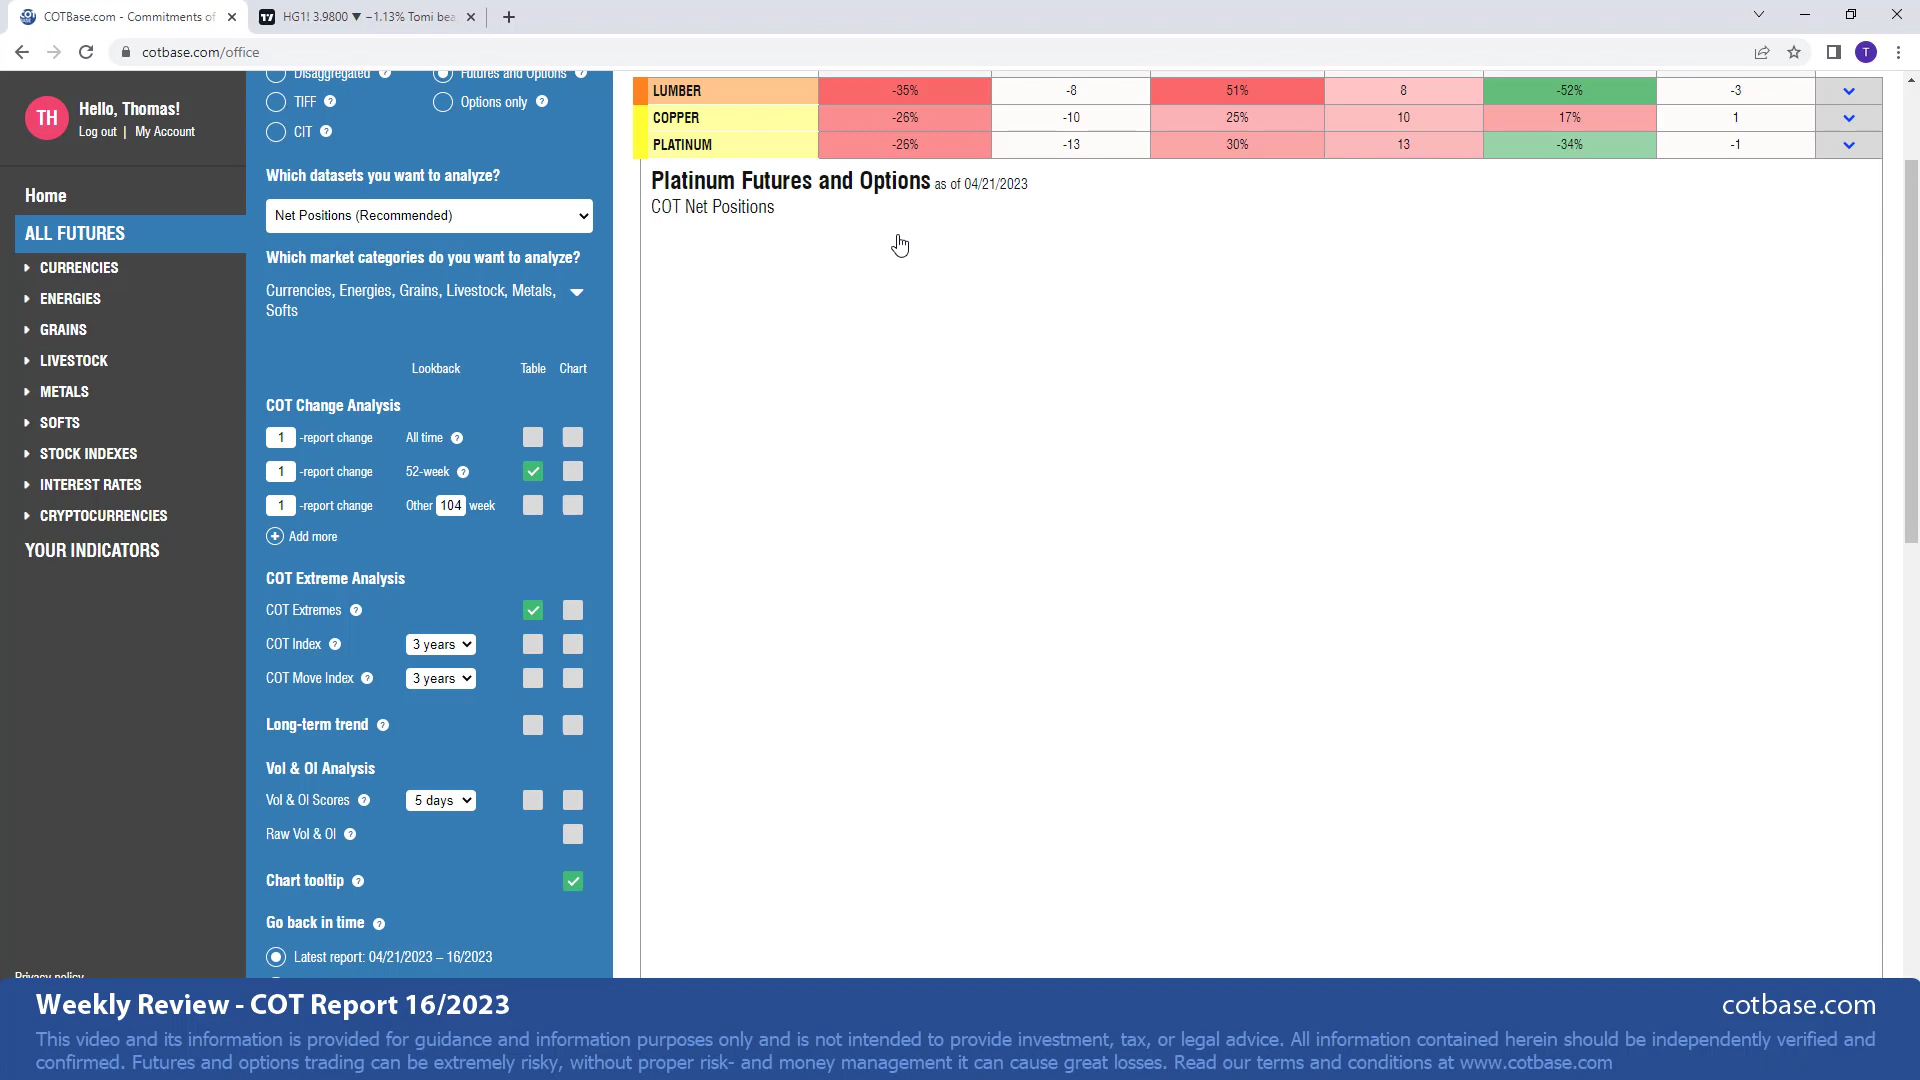 COTBase.com - Commitments of
HG1! 3.9800 ▼ −1.13% Tomi bea
cotbase.com/office
T
TH
Hello, Thomas!
Log out | My Account
Home
ALL FUTURES
CURRENCIES
ENERGIES
GRAINS
LIVESTOCK
METALS
SOFTS
STOCK INDEXES
INTEREST RATES
CRYPTOCURRENCIES
YOUR INDICATORS
Privacy policy
Disaggregated ? Futures and Options ?
TIFF ? Options only ?
CIT ?
Which datasets you want to analyze?
Net Positions (Recommended)
Which market categories do you want to analyze?
Currencies, Energies, Grains, Livestock, Metals,
Softs
Lookback Table Chart
COT Change Analysis
1 -report change All time ?
1 -report change 52-week ?
1 -report change Other 104 week
Add more
COT Extreme Analysis
COT Extremes ?
COT Index ? 3 years
COT Move Index ? 3 years
Long-term trend ?
Vol & OI Analysis
Vol & OI Scores ? 5 days
Raw Vol & OI ?
Chart tooltip ?
Go back in time ?
Latest report: 04/21/2023 – 16/2023
LUMBER -35% -8 51% 8 -52% -3
COPPER -26% -10 25% 10 17% 1
PLATINUM -26% -13 30% 13 -34% -1
Platinum Futures and Options as of 04/21/2023
COT Net Positions
Weekly Review - COT Report 16/2023
cotbase.com
This video and its information is provided for guidance and information purposes only and is not intended to provide investment, tax, or legal advice. All information contained herein should be independently verified and
confirmed. Futures and options trading can be extremely risky, without proper risk- and money management it can cause great losses. Read our terms and conditions at www.cotbase.com